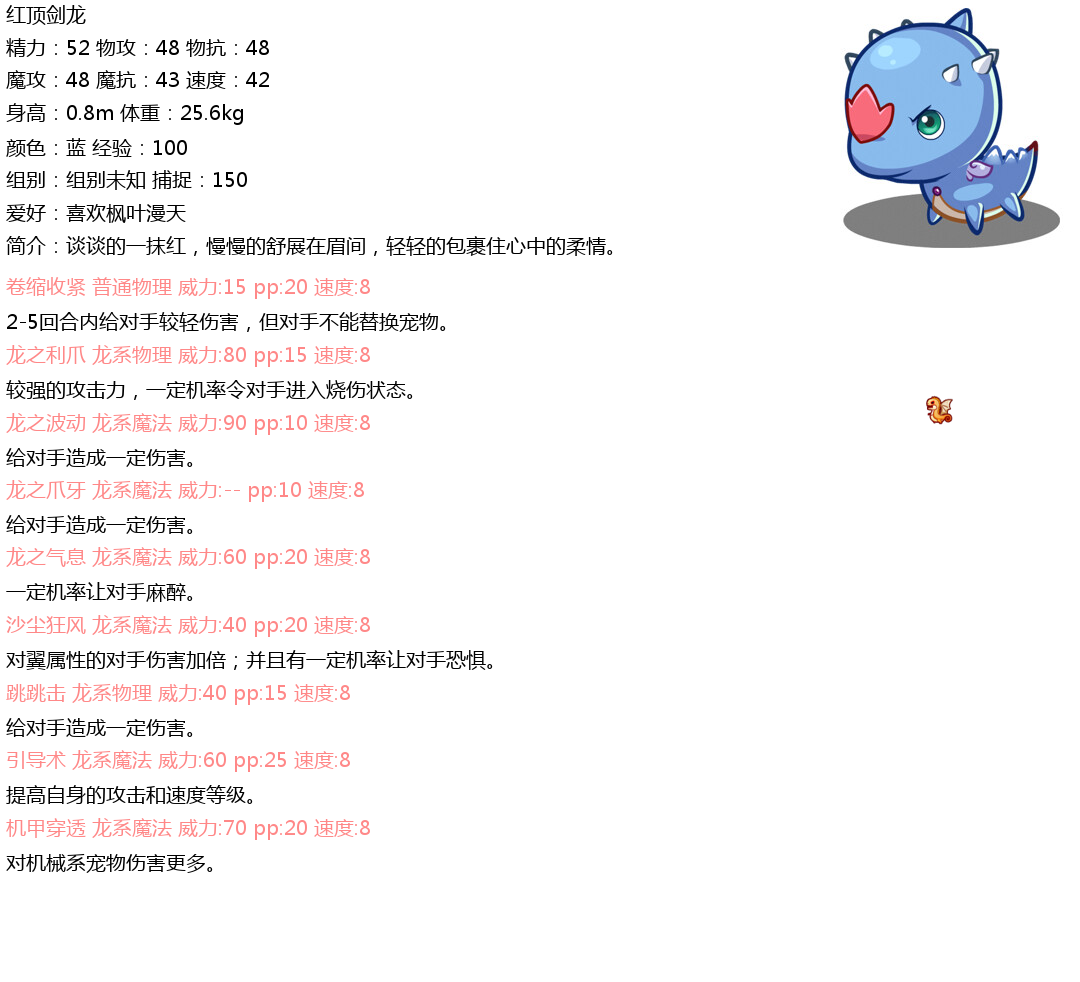 红顶剑龙
精力：52 物攻：48 物抗：48
魔攻：48 魔抗：43 速度：42
身高：0.8m 体重：25.6kg
颜色：蓝 经验：100
组别：组别未知 捕捉：150
爱好：喜欢枫叶漫天
简介：谈谈的一抹红，慢慢的舒展在眉间，轻轻的包裹住心中的柔情。
卷缩收紧 普通物理 威力:15 pp:20 速度:8
2-5回合内给对手较轻伤害，但对手不能替换宠物。
龙之利爪 龙系物理 威力:80 pp:15 速度:8
较强的攻击力，一定机率令对手进入烧伤状态。
龙之波动 龙系魔法 威力:90 pp:10 速度:8
给对手造成一定伤害。
龙之爪牙 龙系魔法 威力:-- pp:10 速度:8
给对手造成一定伤害。
龙之气息 龙系魔法 威力:60 pp:20 速度:8
一定机率让对手麻醉。
沙尘狂风 龙系魔法 威力:40 pp:20 速度:8
对翼属性的对手伤害加倍；并且有一定机率让对手恐惧。
跳跳击 龙系物理 威力:40 pp:15 速度:8
给对手造成一定伤害。
引导术 龙系魔法 威力:60 pp:25 速度:8
提高自身的攻击和速度等级。
机甲穿透 龙系魔法 威力:70 pp:20 速度:8
对机械系宠物伤害更多。